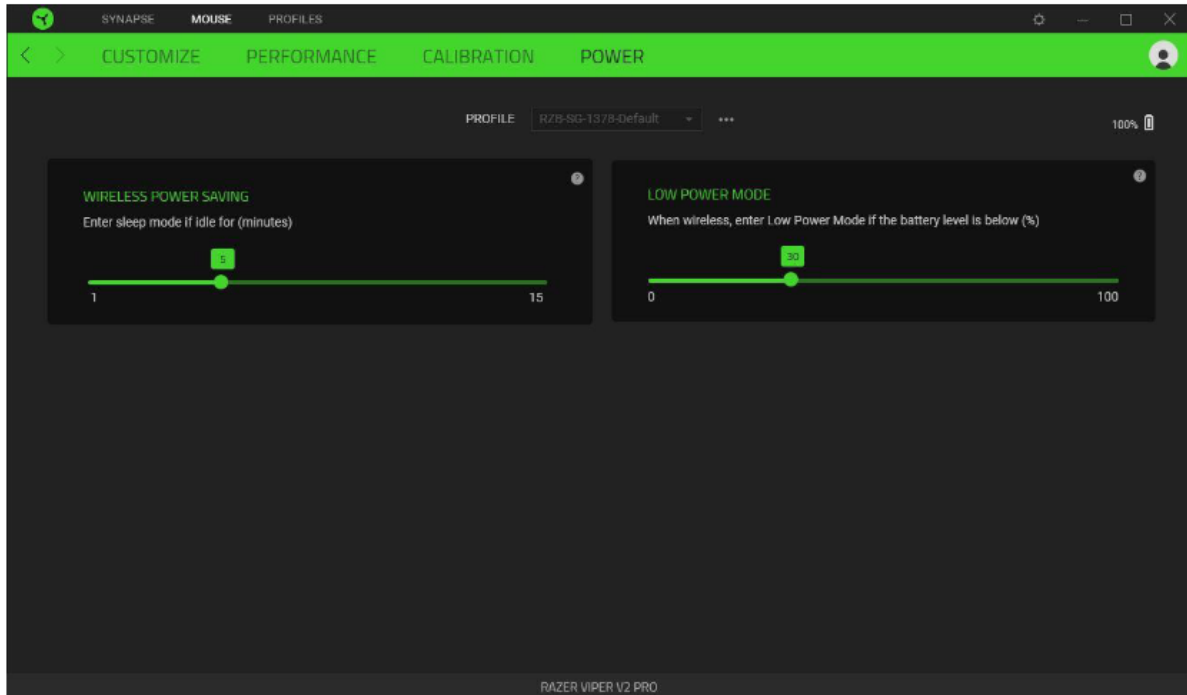 SYNAPSE MOUSE PROFILES
CUSTOMIZE PERFORMANCE CALIBRATION POWER
PROFILE RZB-SG-1378-Default
100%
WIRELESS POWER SAVING
Enter sleep mode if idle for (minutes)
5
1 15
LOW POWER MODE
When wireless, enter Low Power Mode if the battery level is below (%)
30
0 100
RAZER VIPER V2 PRO